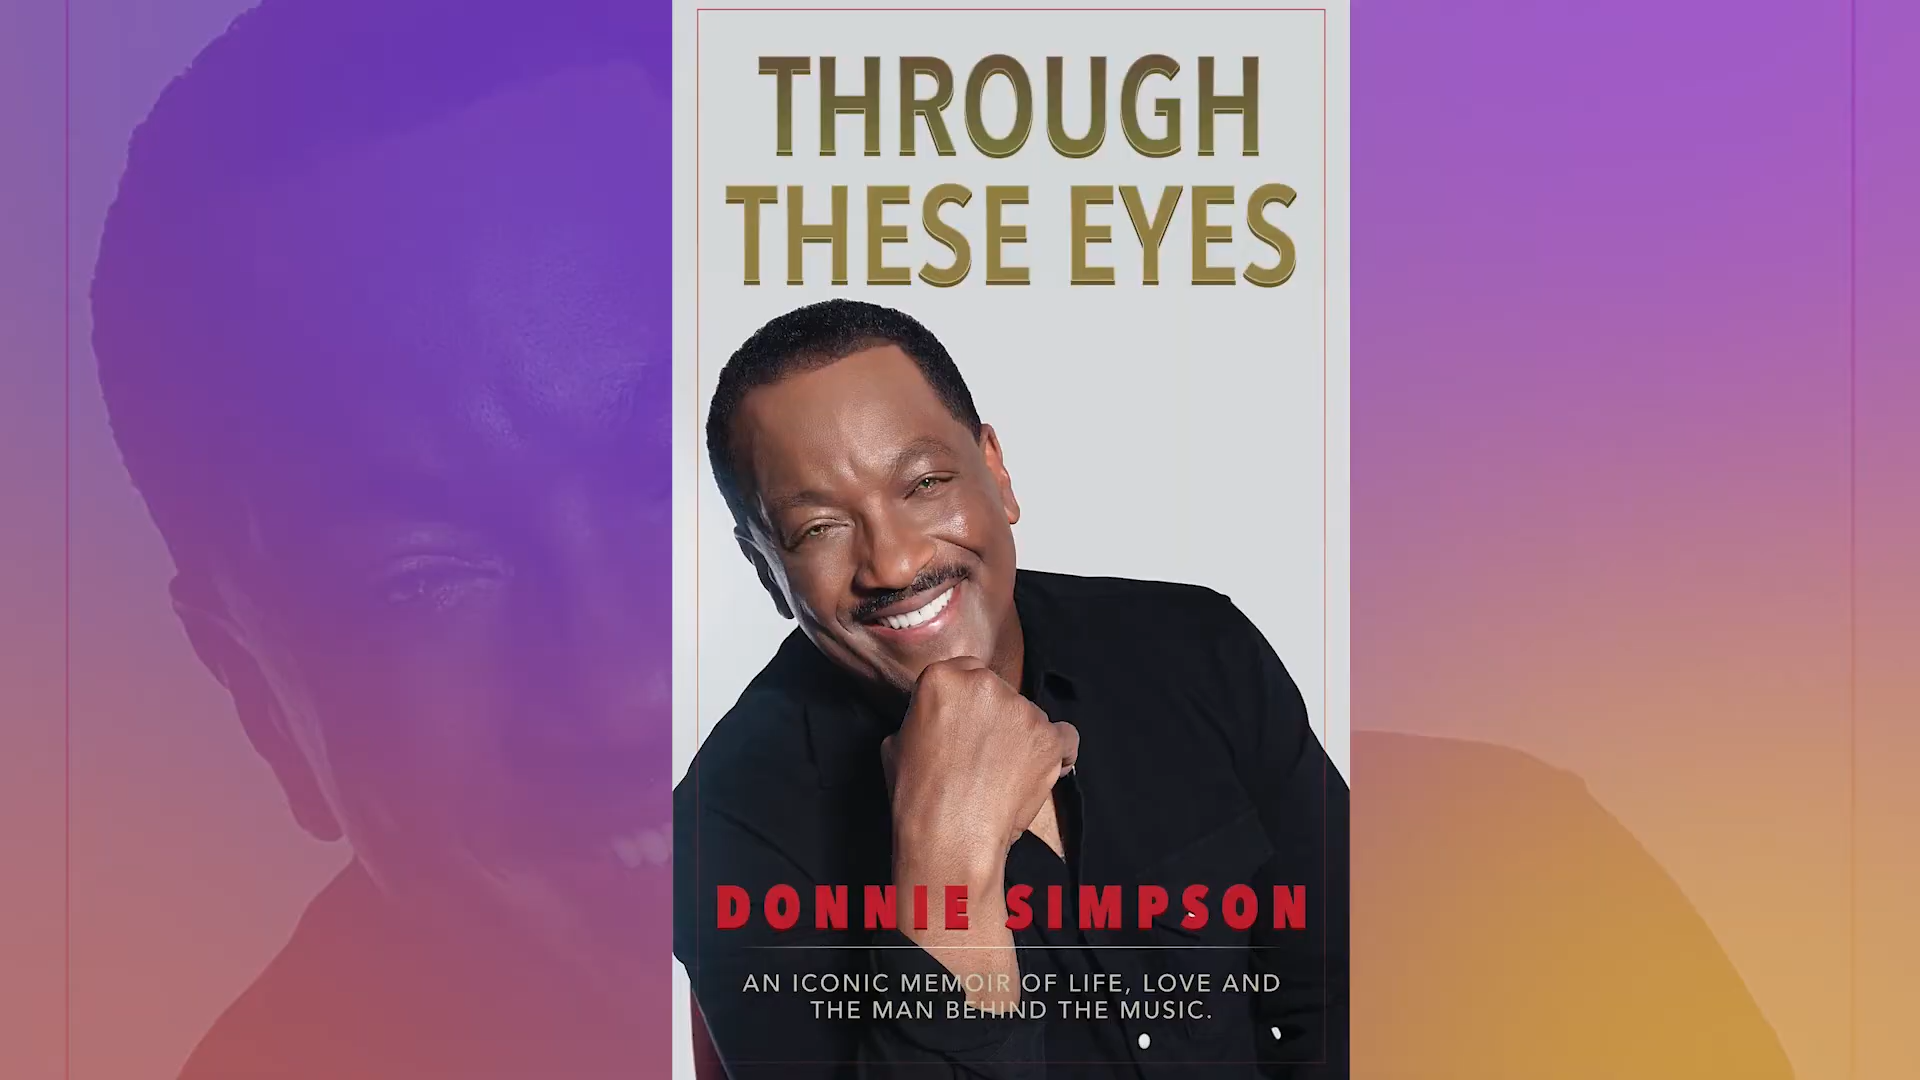 THROUGH
THESE EYES
DONNIE SIMPSON
AN ICONIC MEMOIR OF LIFE, LOVE AND
THE MAN BEHIND THE MUSIC.